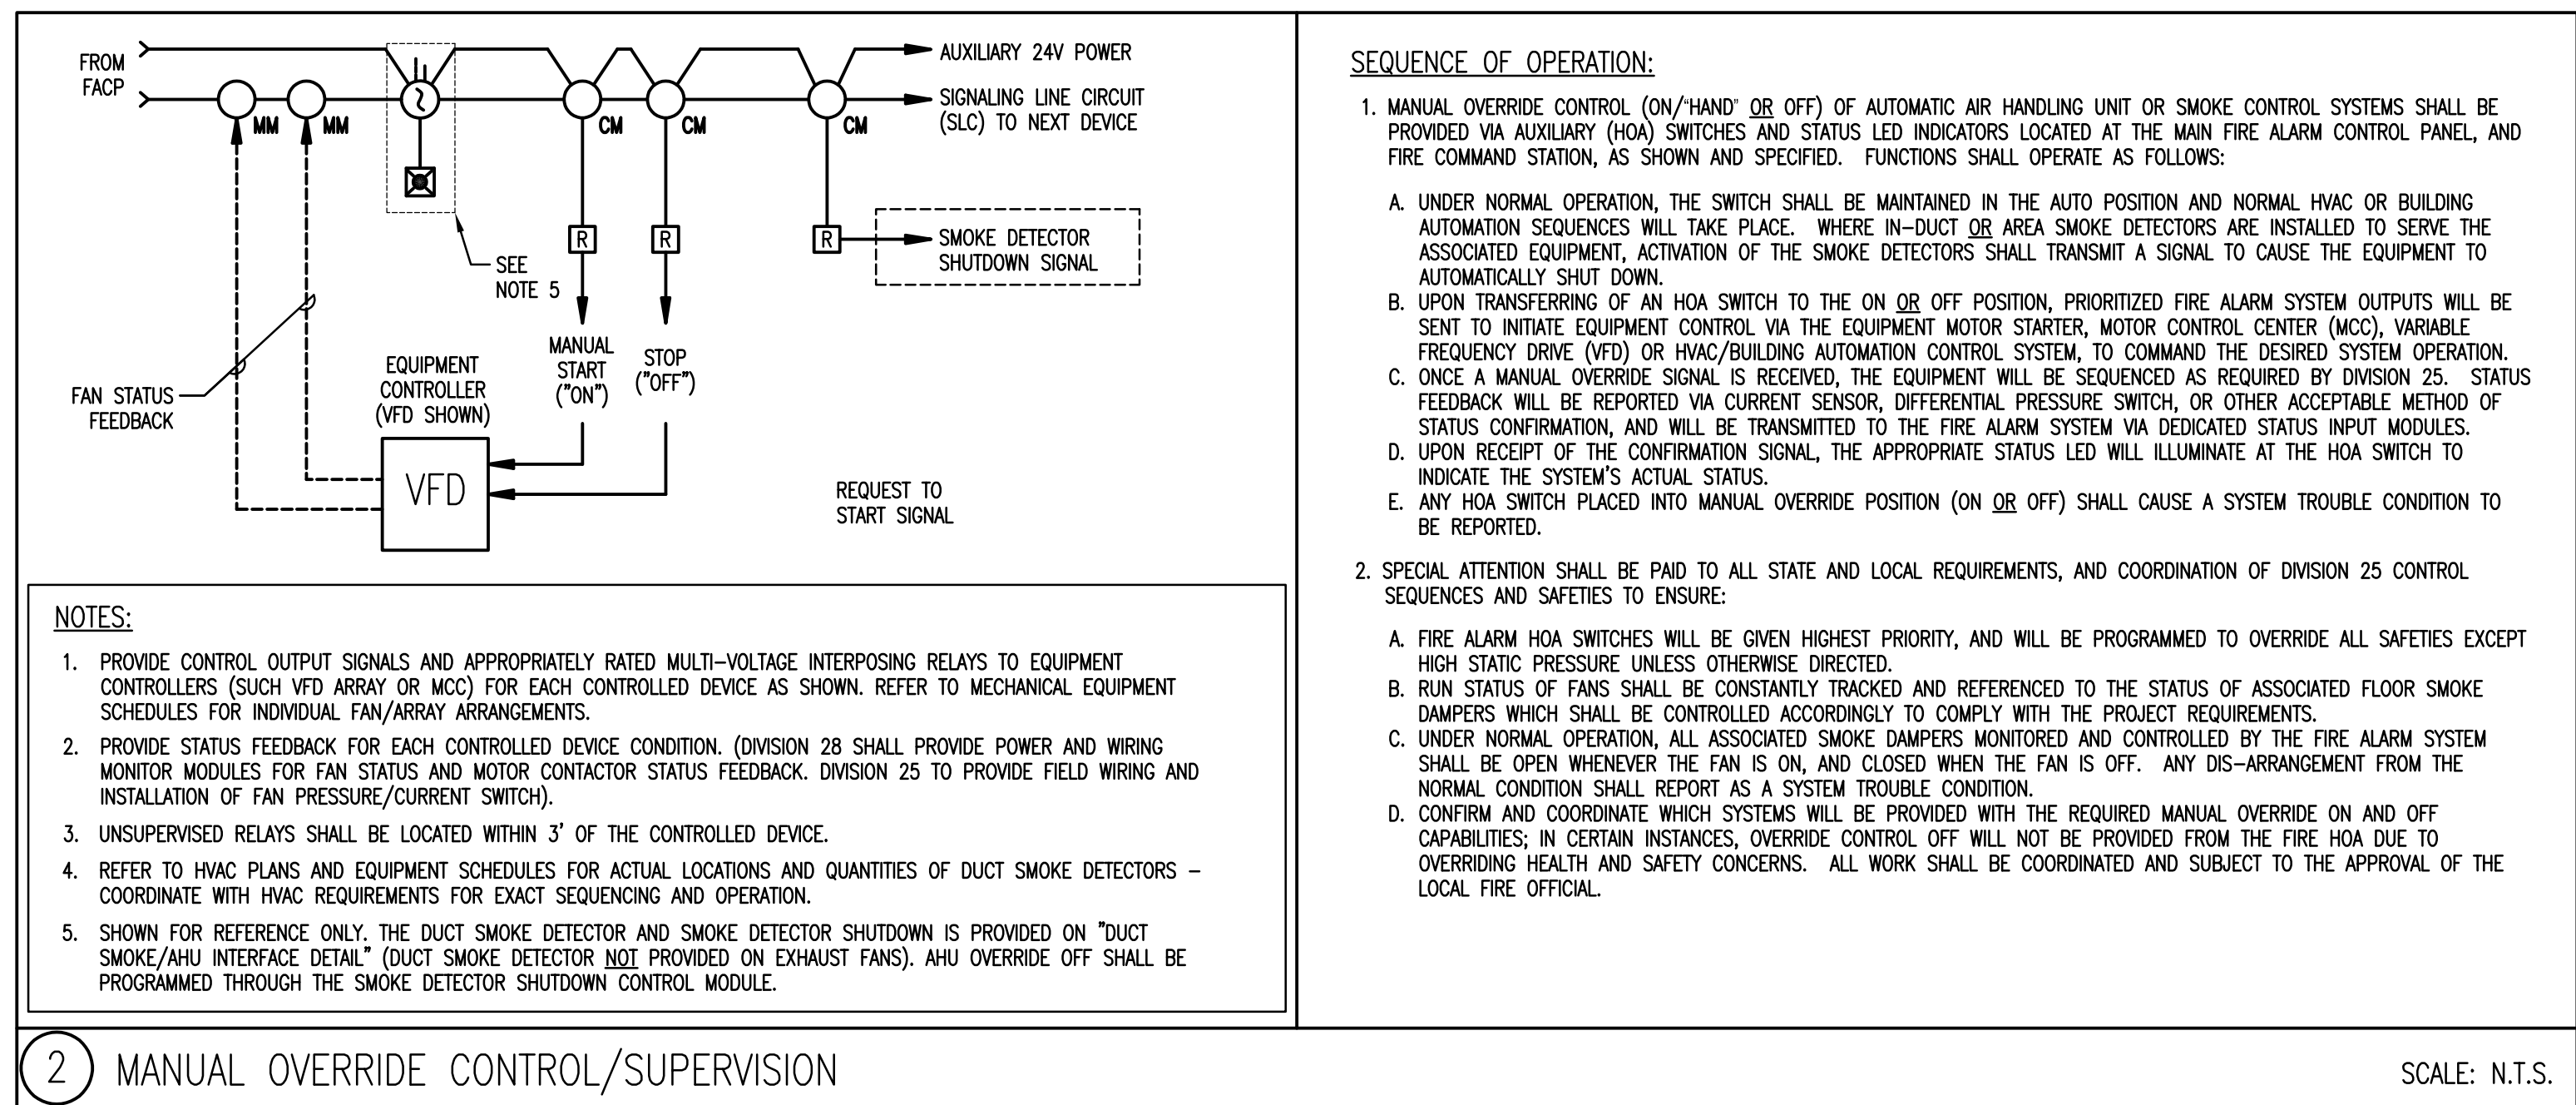 FROM
FACP
AUXILIARY 24V POWER
SIGNALING LINE CIRCUIT
(SLC) TO NEXT DEVICE
MM
MM
CM
CM
CM
R
R
R
SMOKE DETECTOR
SHUTDOWN SIGNAL
SEE
NOTE 5
MANUAL
START
("ON")
STOP
("OFF")
EQUIPMENT
CONTROLLER
(VFD SHOWN)
FAN STATUS
FEEDBACK
VFD
REQUEST TO
START SIGNAL
NOTES:
1. PROVIDE CONTROL OUTPUT SIGNALS AND APPROPRIATELY RATED MULTI-VOLTAGE INTERPOSING RELAYS TO EQUIPMENT
CONTROLLERS (SUCH VFD ARRAY OR MCC) FOR EACH CONTROLLED DEVICE AS SHOWN. REFER TO MECHANICAL EQUIPMENT
SCHEDULES FOR INDIVIDUAL FAN/ARRAY ARRANGEMENTS.
2. PROVIDE STATUS FEEDBACK FOR EACH CONTROLLED DEVICE CONDITION. (DIVISION 28 SHALL PROVIDE POWER AND WIRING
MONITOR MODULES FOR FAN STATUS AND MOTOR CONTACTOR STATUS FEEDBACK. DIVISION 25 TO PROVIDE FIELD WIRING AND
INSTALLATION OF FAN PRESSURE/CURRENT SWITCH).
3. UNSUPERVISED RELAYS SHALL BE LOCATED WITHIN 3' OF THE CONTROLLED DEVICE.
4. REFER TO HVAC PLANS AND EQUIPMENT SCHEDULES FOR ACTUAL LOCATIONS AND QUANTITIES OF DUCT SMOKE DETECTORS –
COORDINATE WITH HVAC REQUIREMENTS FOR EXACT SEQUENCING AND OPERATION.
5. SHOWN FOR REFERENCE ONLY. THE DUCT SMOKE DETECTOR AND SMOKE DETECTOR SHUTDOWN IS PROVIDED ON "DUCT
SMOKE/AHU INTERFACE DETAIL" (DUCT SMOKE DETECTOR NOT PROVIDED ON EXHAUST FANS). AHU OVERRIDE OFF SHALL BE
PROGRAMMED THROUGH THE SMOKE DETECTOR SHUTDOWN CONTROL MODULE.
SEQUENCE OF OPERATION:
1. MANUAL OVERRIDE CONTROL (ON/“HAND” OR OFF) OF AUTOMATIC AIR HANDLING UNIT OR SMOKE CONTROL SYSTEMS SHALL BE
PROVIDED VIA AUXILIARY (HOA) SWITCHES AND STATUS LED INDICATORS LOCATED AT THE MAIN FIRE ALARM CONTROL PANEL, AND
FIRE COMMAND STATION, AS SHOWN AND SPECIFIED. FUNCTIONS SHALL OPERATE AS FOLLOWS:
A. UNDER NORMAL OPERATION, THE SWITCH SHALL BE MAINTAINED IN THE AUTO POSITION AND NORMAL HVAC OR BUILDING
AUTOMATION SEQUENCES WILL TAKE PLACE. WHERE IN-DUCT OR AREA SMOKE DETECTORS ARE INSTALLED TO SERVE THE
ASSOCIATED EQUIPMENT, ACTIVATION OF THE SMOKE DETECTORS SHALL TRANSMIT A SIGNAL TO CAUSE THE EQUIPMENT TO
AUTOMATICALLY SHUT DOWN.
B. UPON TRANSFERRING OF AN HOA SWITCH TO THE ON OR OFF POSITION, PRIORITIZED FIRE ALARM SYSTEM OUTPUTS WILL BE
SENT TO INITIATE EQUIPMENT CONTROL VIA THE EQUIPMENT MOTOR STARTER, MOTOR CONTROL CENTER (MCC), VARIABLE
FREQUENCY DRIVE (VFD) OR HVAC/BUILDING AUTOMATION CONTROL SYSTEM, TO COMMAND THE DESIRED SYSTEM OPERATION.
C. ONCE A MANUAL OVERRIDE SIGNAL IS RECEIVED, THE EQUIPMENT WILL BE SEQUENCED AS REQUIRED BY DIVISION 25. STATUS
FEEDBACK WILL BE REPORTED VIA CURRENT SENSOR, DIFFERENTIAL PRESSURE SWITCH, OR OTHER ACCEPTABLE METHOD OF
STATUS CONFIRMATION, AND WILL BE TRANSMITTED TO THE FIRE ALARM SYSTEM VIA DEDICATED STATUS INPUT MODULES.
D. UPON RECEIPT OF THE CONFIRMATION SIGNAL, THE APPROPRIATE STATUS LED WILL ILLUMINATE AT THE HOA SWITCH TO
INDICATE THE SYSTEM'S ACTUAL STATUS.
E. ANY HOA SWITCH PLACED INTO MANUAL OVERRIDE POSITION (ON OR OFF) SHALL CAUSE A SYSTEM TROUBLE CONDITION TO
BE REPORTED.
2. SPECIAL ATTENTION SHALL BE PAID TO ALL STATE AND LOCAL REQUIREMENTS, AND COORDINATION OF DIVISION 25 CONTROL
SEQUENCES AND SAFETIES TO ENSURE:
A. FIRE ALARM HOA SWITCHES WILL BE GIVEN HIGHEST PRIORITY, AND WILL BE PROGRAMMED TO OVERRIDE ALL SAFETIES EXCEPT
HIGH STATIC PRESSURE UNLESS OTHERWISE DIRECTED.
B. RUN STATUS OF FANS SHALL BE CONSTANTLY TRACKED AND REFERENCED TO THE STATUS OF ASSOCIATED FLOOR SMOKE
DAMPERS WHICH SHALL BE CONTROLLED ACCORDINGLY TO COMPLY WITH THE PROJECT REQUIREMENTS.
C. UNDER NORMAL OPERATION, ALL ASSOCIATED SMOKE DAMPERS MONITORED AND CONTROLLED BY THE FIRE ALARM SYSTEM
SHALL BE OPEN WHENEVER THE FAN IS ON, AND CLOSED WHEN THE FAN IS OFF. ANY DIS-ARRANGEMENT FROM THE
NORMAL CONDITION SHALL REPORT AS A SYSTEM TROUBLE CONDITION.
D. CONFIRM AND COORDINATE WHICH SYSTEMS WILL BE PROVIDED WITH THE REQUIRED MANUAL OVERRIDE ON AND OFF
CAPABILITIES; IN CERTAIN INSTANCES, OVERRIDE CONTROL OFF WILL NOT BE PROVIDED FROM THE FIRE HOA DUE TO
OVERRIDING HEALTH AND SAFETY CONCERNS. ALL WORK SHALL BE COORDINATED AND SUBJECT TO THE APPROVAL OF THE
LOCAL FIRE OFFICIAL.
2 MANUAL OVERRIDE CONTROL/SUPERVISION
SCALE: N.T.S.